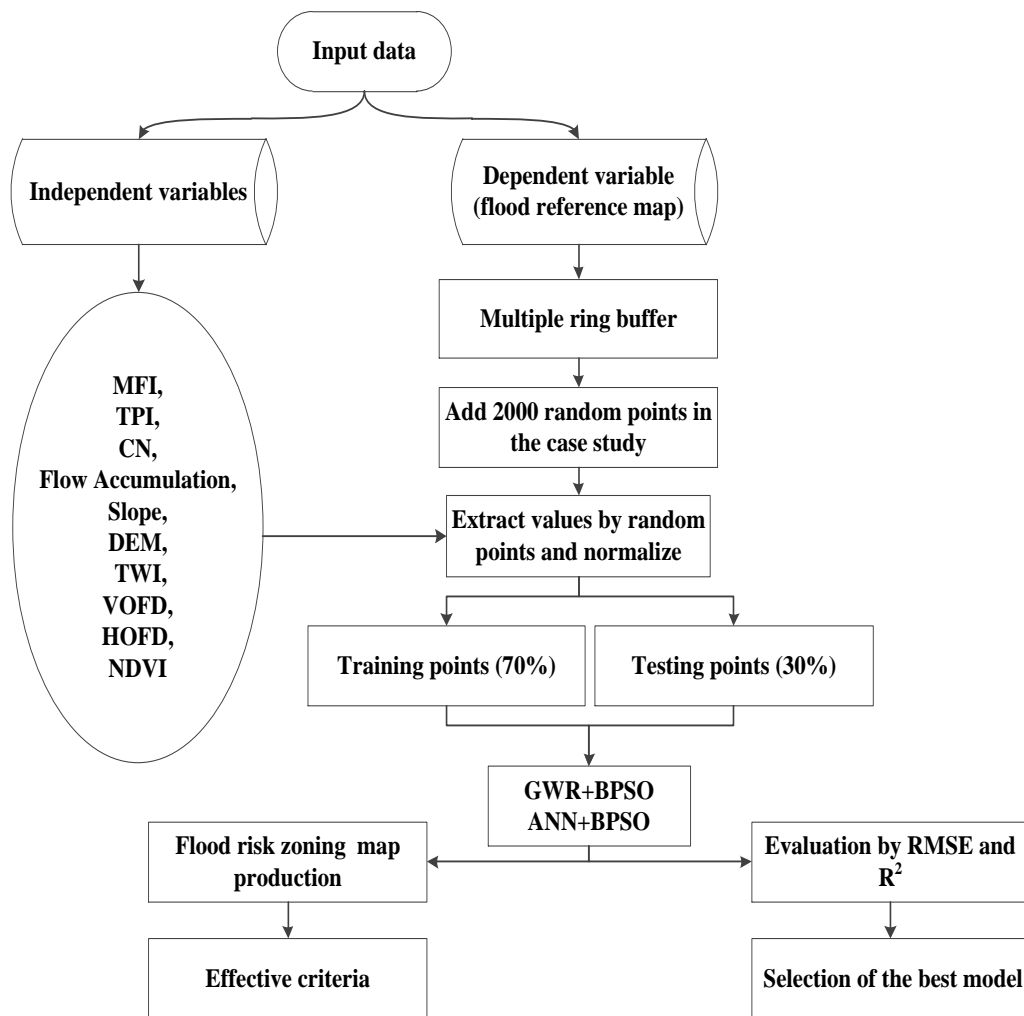 Input data
Independent variables
Dependent variable
(flood reference map)
Multiple ring buffer
MFI,
TPI,
CN,
Flow Accumulation,
Slope,
DEM,
TWI,
VOFD,
HOFD,
NDVI
Add 2000 random points in
the case study
Extract values by random
points and normalize
Training points (70%)
Testing points (30%)
GWR+BPSO
ANN+BPSO
Flood risk zoning map
production
Evaluation by RMSE and
R²
Effective criteria
Selection of the best model